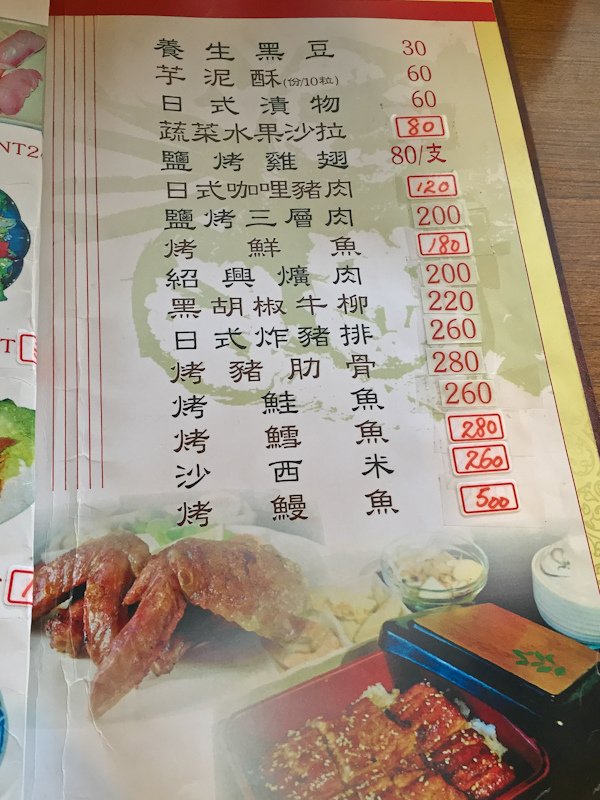 養生黑豆 30
芋泥酥(份/10粒) 60
日式漬物 60
蔬菜水果沙拉 80
鹽烤雞翅 80/支
日式咖哩豬肉 120
鹽烤三層肉 200
烤鮮魚 180
紹興爌肉 200
黑胡椒牛柳 220
日式炸豬排 260
烤豬肋骨 280
烤鮭魚 260
烤鱈魚 280
沙西米 260
烤鰻魚 500